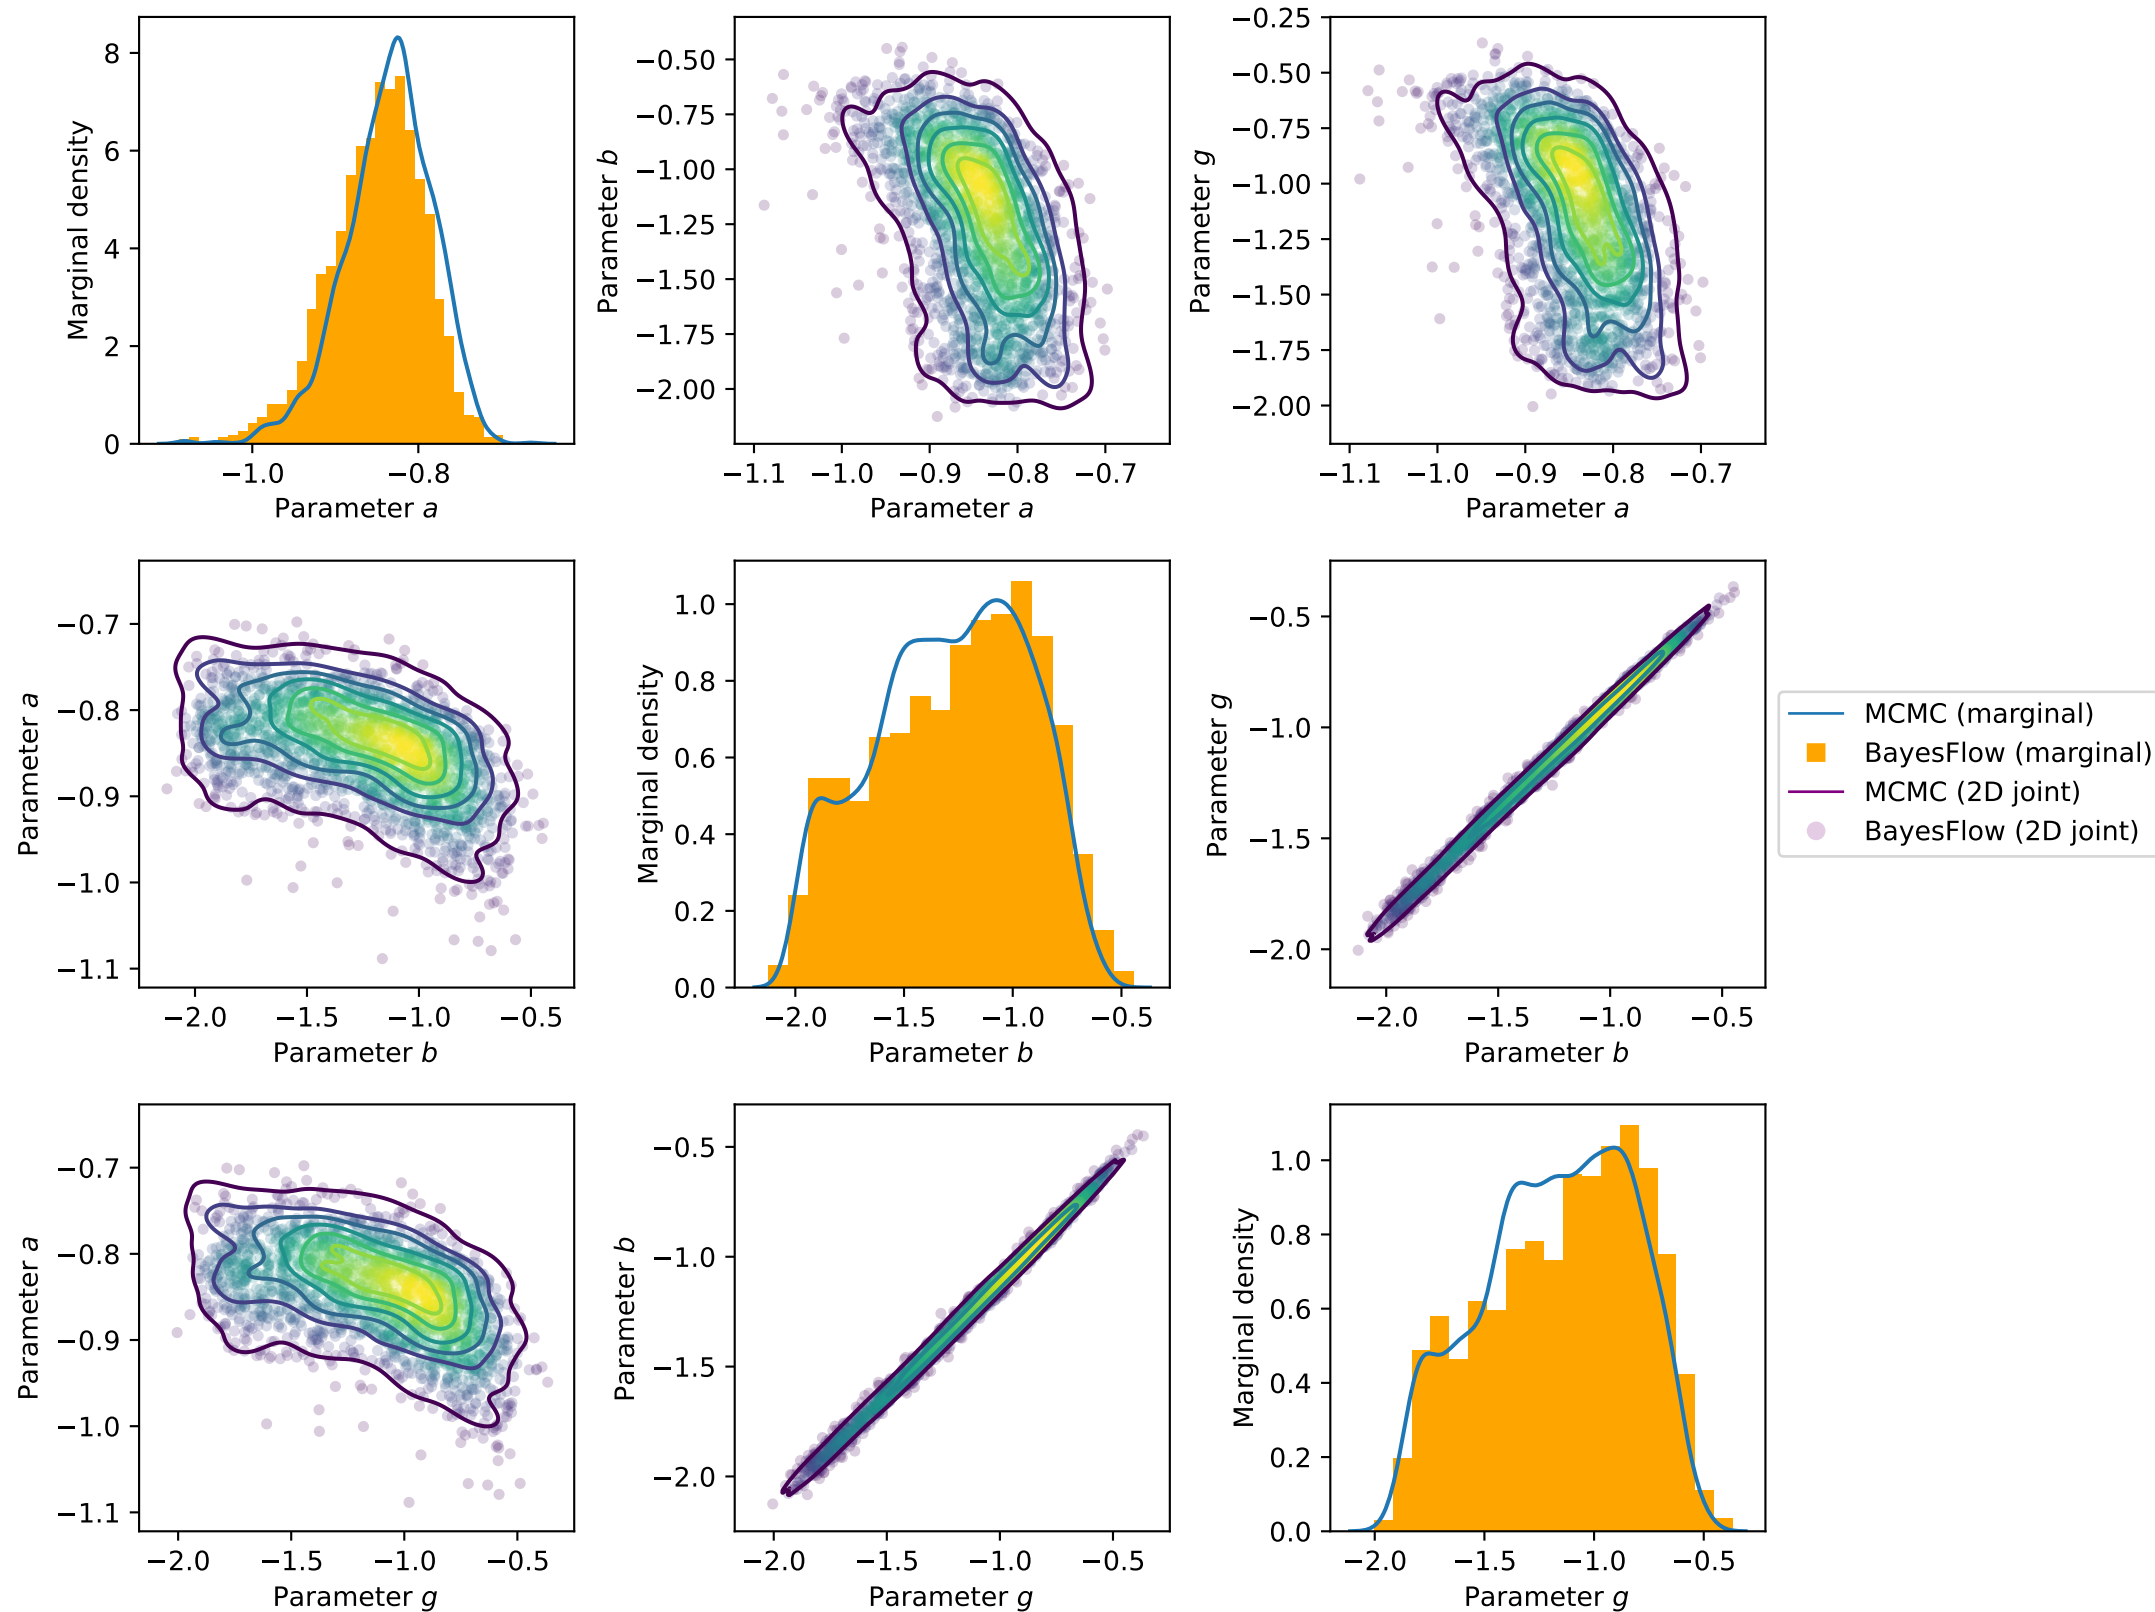 8
6
4
2
0
Marginal density
−1.0 −0.8
Parameter a
−0.50
−0.75
−1.00
−1.25
−1.50
−1.75
−2.00
Parameter b
−1.1 −1.0 −0.9 −0.8 −0.7
Parameter a
−0.25
−0.50
−0.75
−1.00
−1.25
−1.50
−1.75
−2.00
Parameter g
−1.1 −1.0 −0.9 −0.8 −0.7
Parameter a
−0.7
−0.8
−0.9
−1.0
−1.1
Parameter a
−2.0 −1.5 −1.0 −0.5
Parameter b
1.0
0.8
0.6
0.4
0.2
0.0
Marginal density
−2.0 −1.5 −1.0 −0.5
Parameter b
−0.5
−1.0
−1.5
−2.0
Parameter g
−2.0 −1.5 −1.0 −0.5
Parameter b
MCMC (marginal)
BayesFlow (marginal)
MCMC (2D joint)
BayesFlow (2D joint)
−0.7
−0.8
−0.9
−1.0
−1.1
Parameter a
−2.0 −1.5 −1.0 −0.5
Parameter g
−0.5
−1.0
−1.5
−2.0
Parameter b
−2.0 −1.5 −1.0 −0.5
Parameter g
1.0
0.8
0.6
0.4
0.2
0.0
Marginal density
−2.0 −1.5 −1.0 −0.5
Parameter g